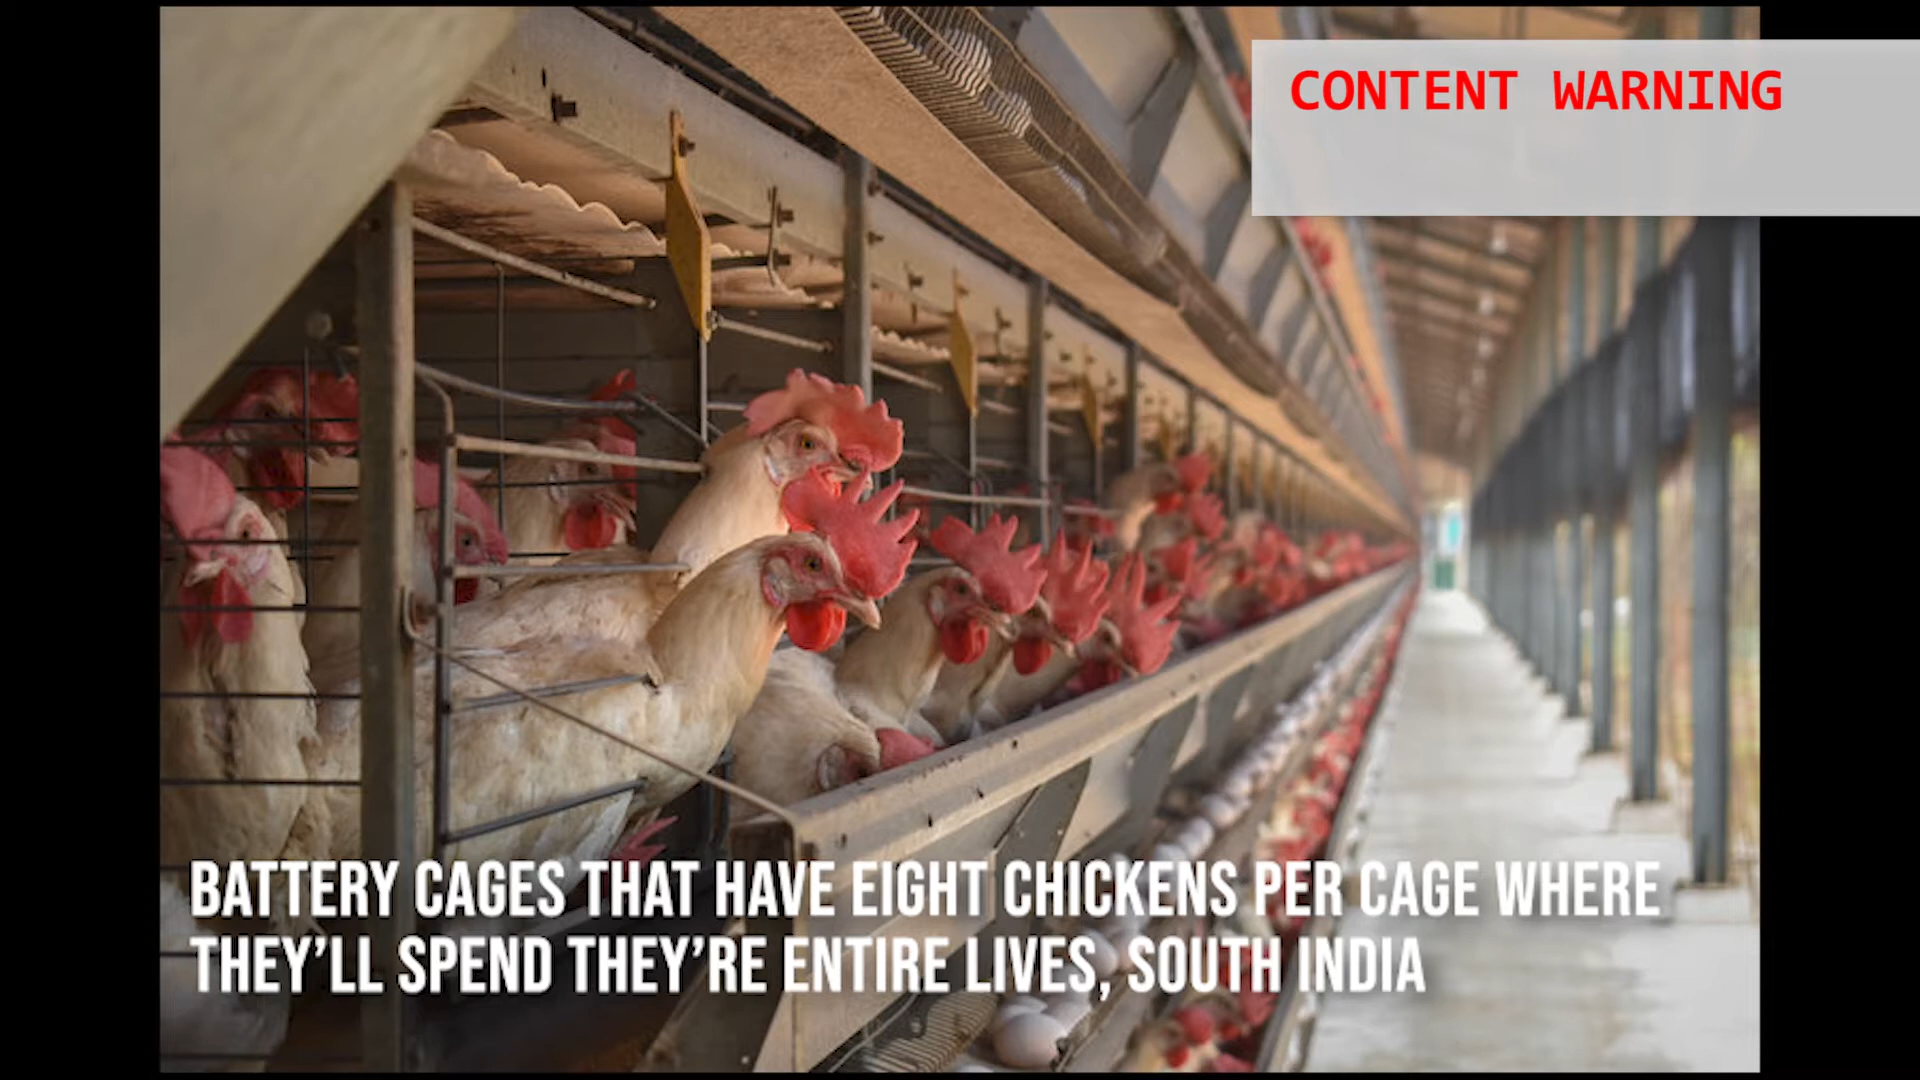 CONTENT WARNING
BATTERY CAGES THAT HAVE EIGHT CHICKENS PER CAGE WHERE
THEY'LL SPEND THEY'RE ENTIRE LIVES, SOUTH INDIA